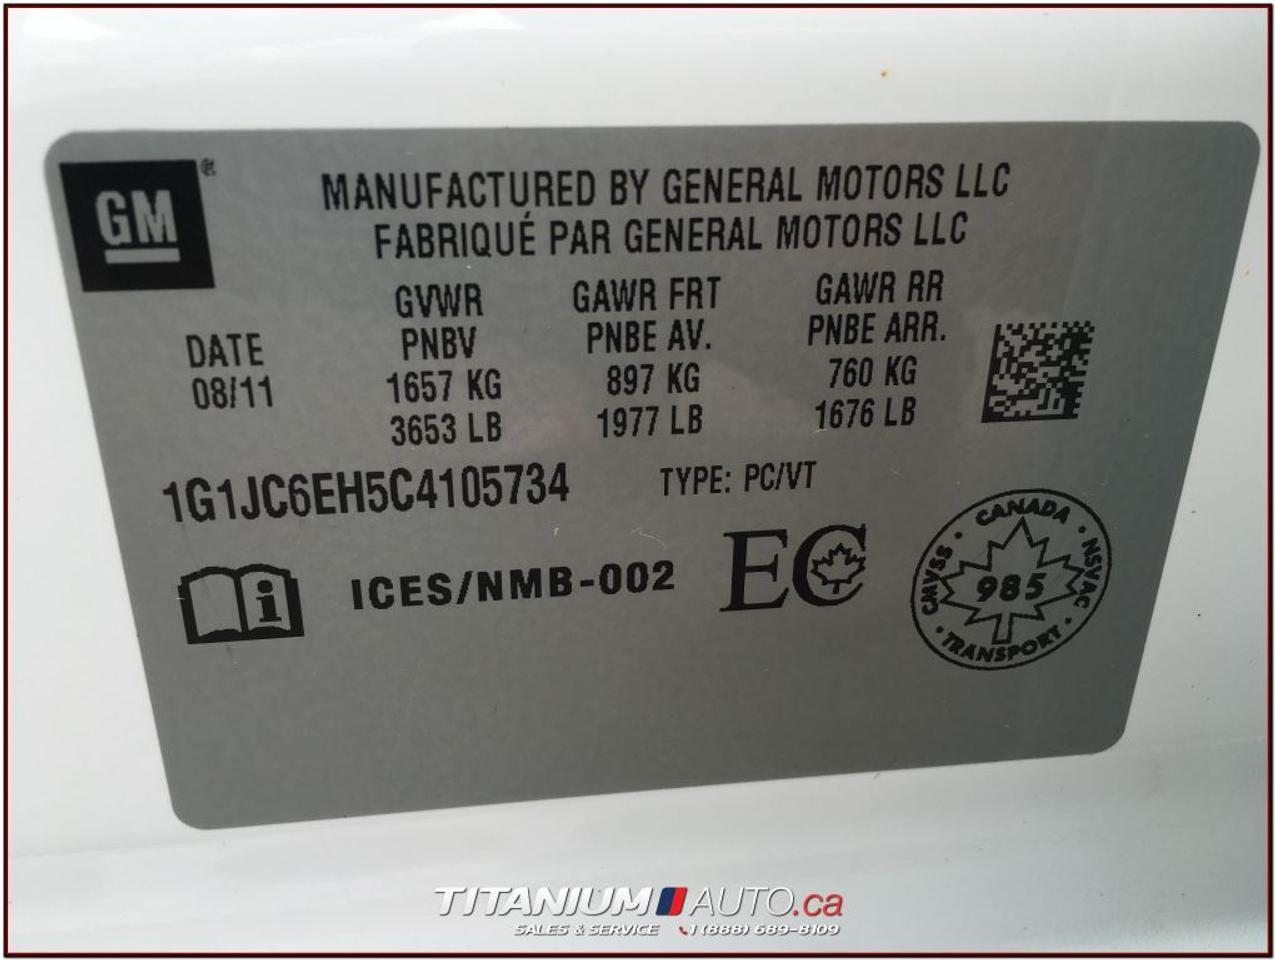 GM®
MANUFACTURED BY GENERAL MOTORS LLC
FABRIQUÉ PAR GENERAL MOTORS LLC
DATE
08/11
GVWR
PNBV
1657 KG
3653 LB
GAWR FRT
PNBE AV.
897 KG
1977 LB
GAWR RR
PNBE ARR.
760 KG
1676 LB
1G1JC6EH5C4105734 TYPE: PC/VT
i ICES/NMB-002 EC
CANADA · NSVAC · TRANSPORT · CMVSS ·
985
TITANIUM AUTO.ca
SALES & SERVICE 1 (888) 689-8109